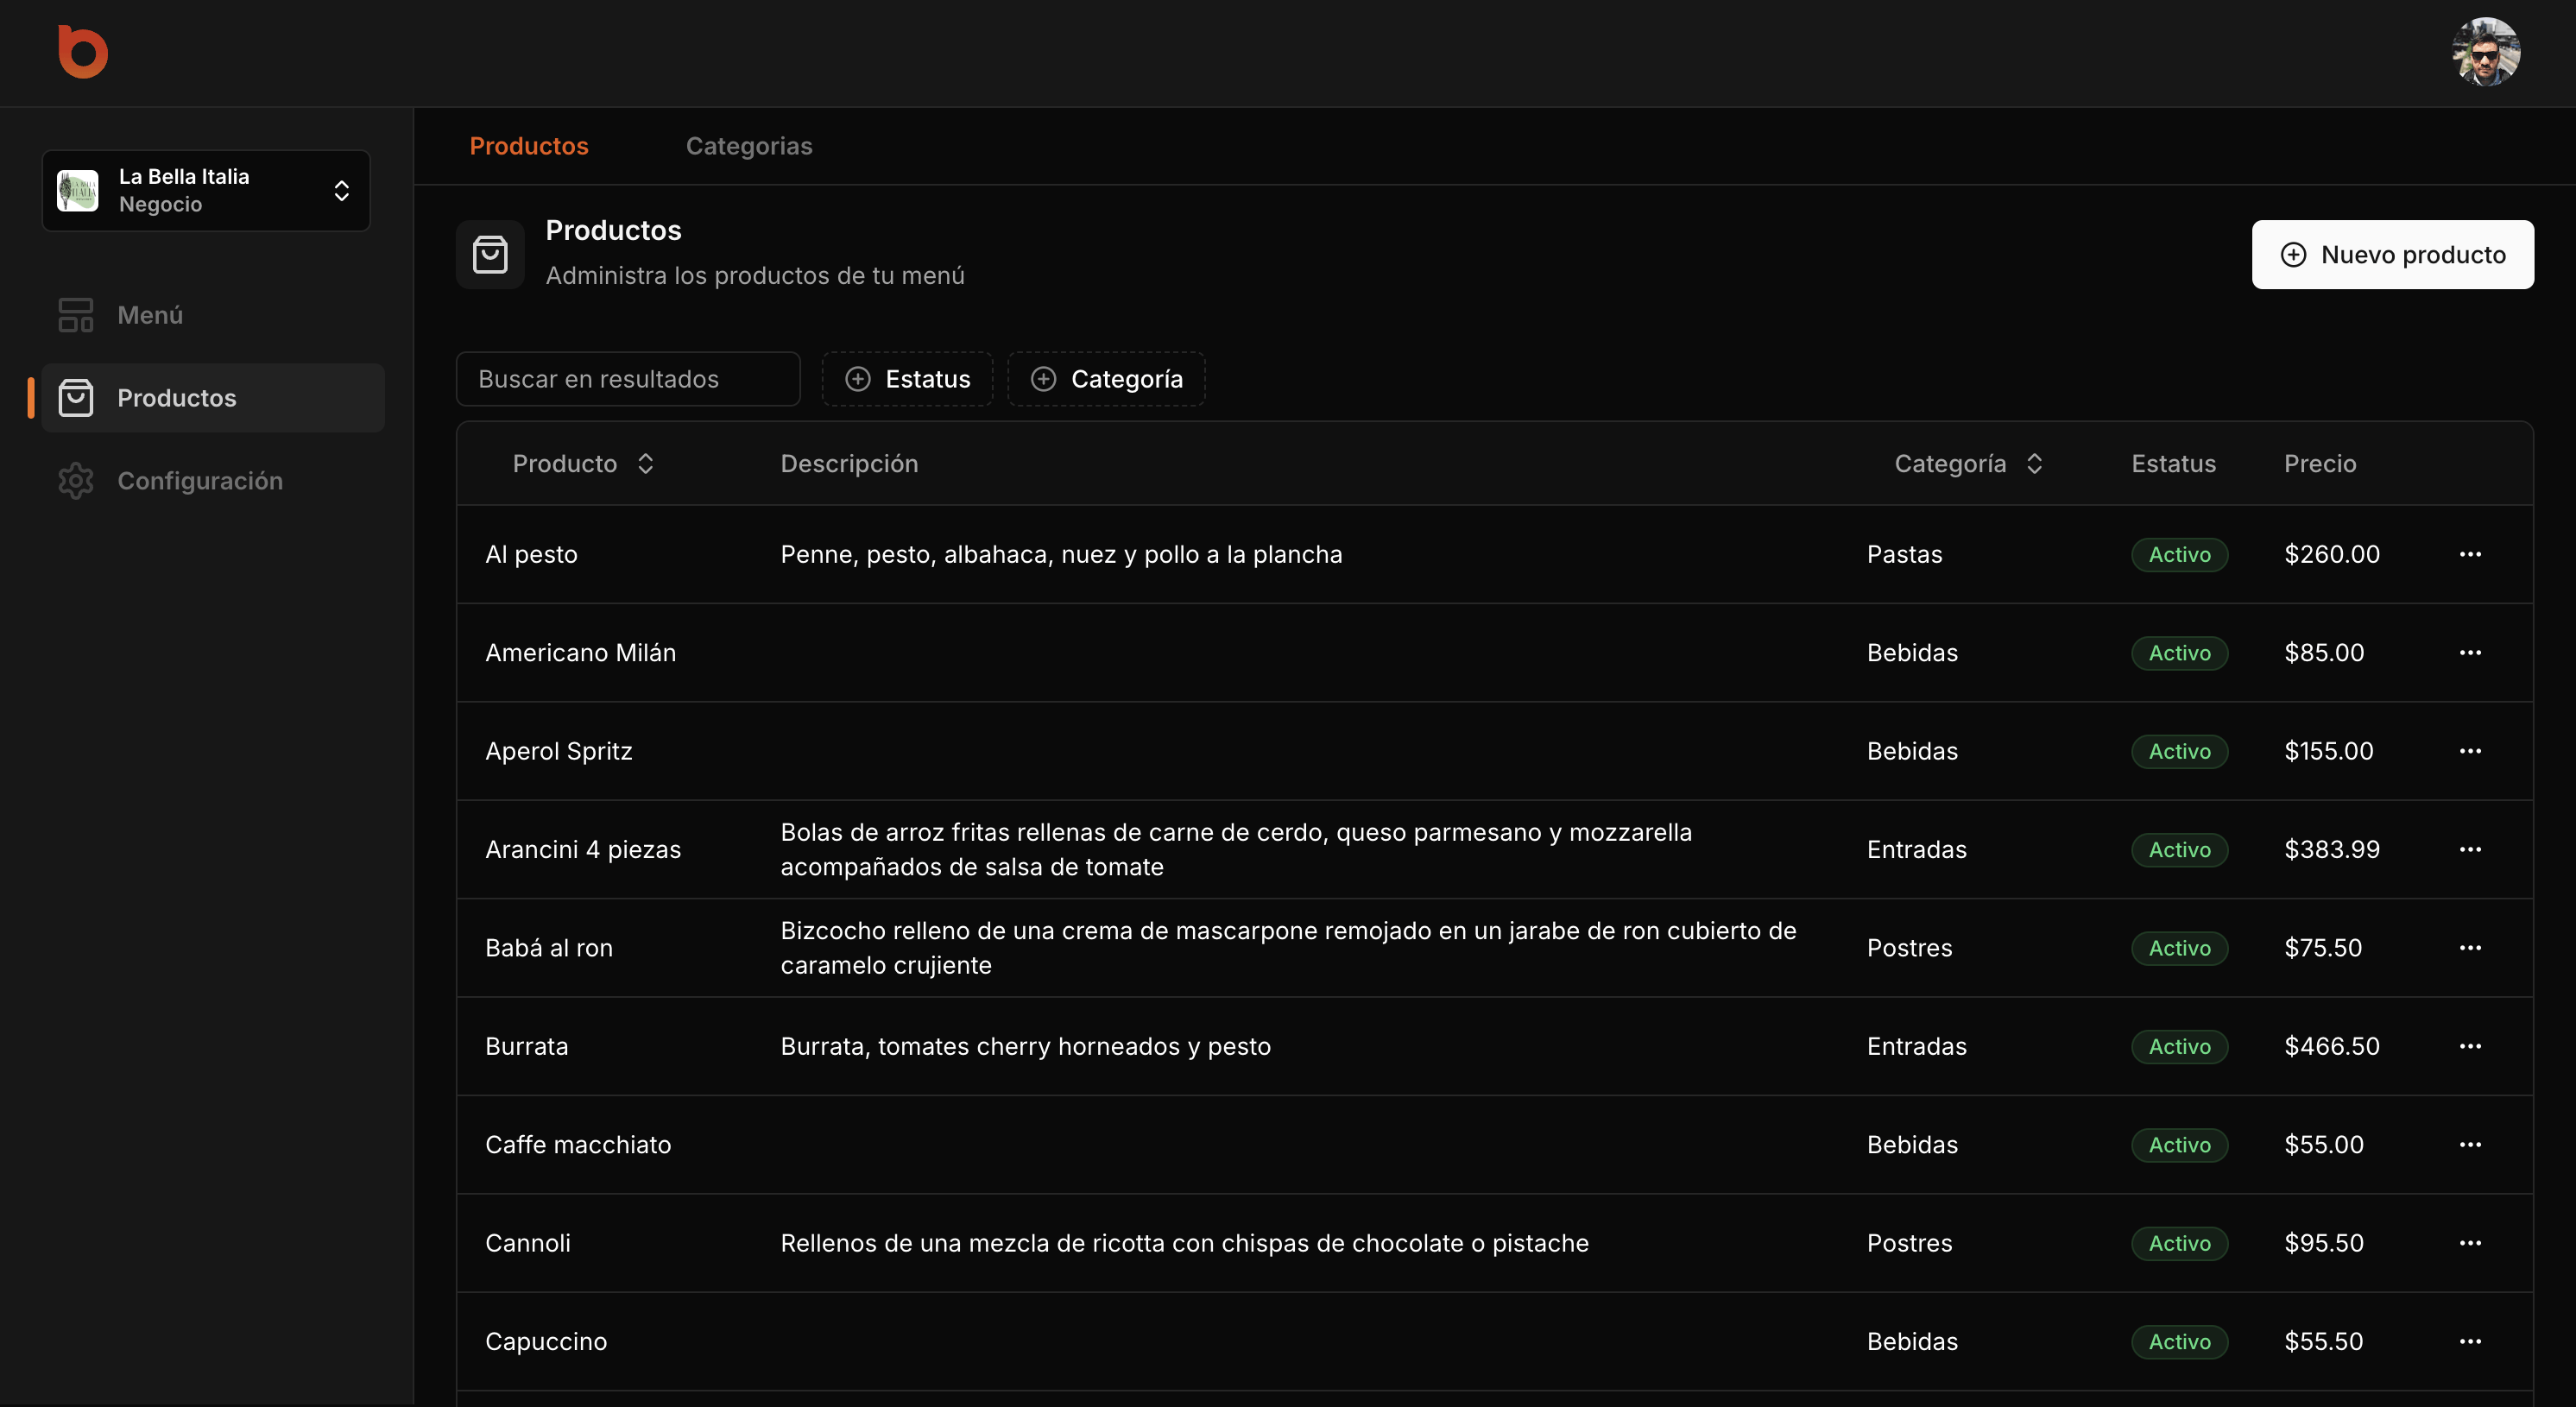 Productos
Categorias
La Bella Italia
Negocio
Menú
Productos
Configuración
Productos
Administra los productos de tu menú
Nuevo producto
Buscar en resultados
Estatus
Categoría
Producto Descripción Categoría Estatus Precio
Al pesto Penne, pesto, albahaca, nuez y pollo a la plancha Pastas Activo $260.00
Americano Milán Bebidas Activo $85.00
Aperol Spritz Bebidas Activo $155.00
Arancini 4 piezas Bolas de arroz fritas rellenas de carne de cerdo, queso parmesano y mozzarella
acompañados de salsa de tomate Entradas Activo $383.99
Babá al ron Bizcocho relleno de una crema de mascarpone remojado en un jarabe de ron cubierto de
caramelo crujiente Postres Activo $75.50
Burrata Burrata, tomates cherry horneados y pesto Entradas Activo $466.50
Caffe macchiato Bebidas Activo $55.00
Cannoli Rellenos de una mezcla de ricotta con chispas de chocolate o pistache Postres Activo $95.50
Capuccino Bebidas Activo $55.50